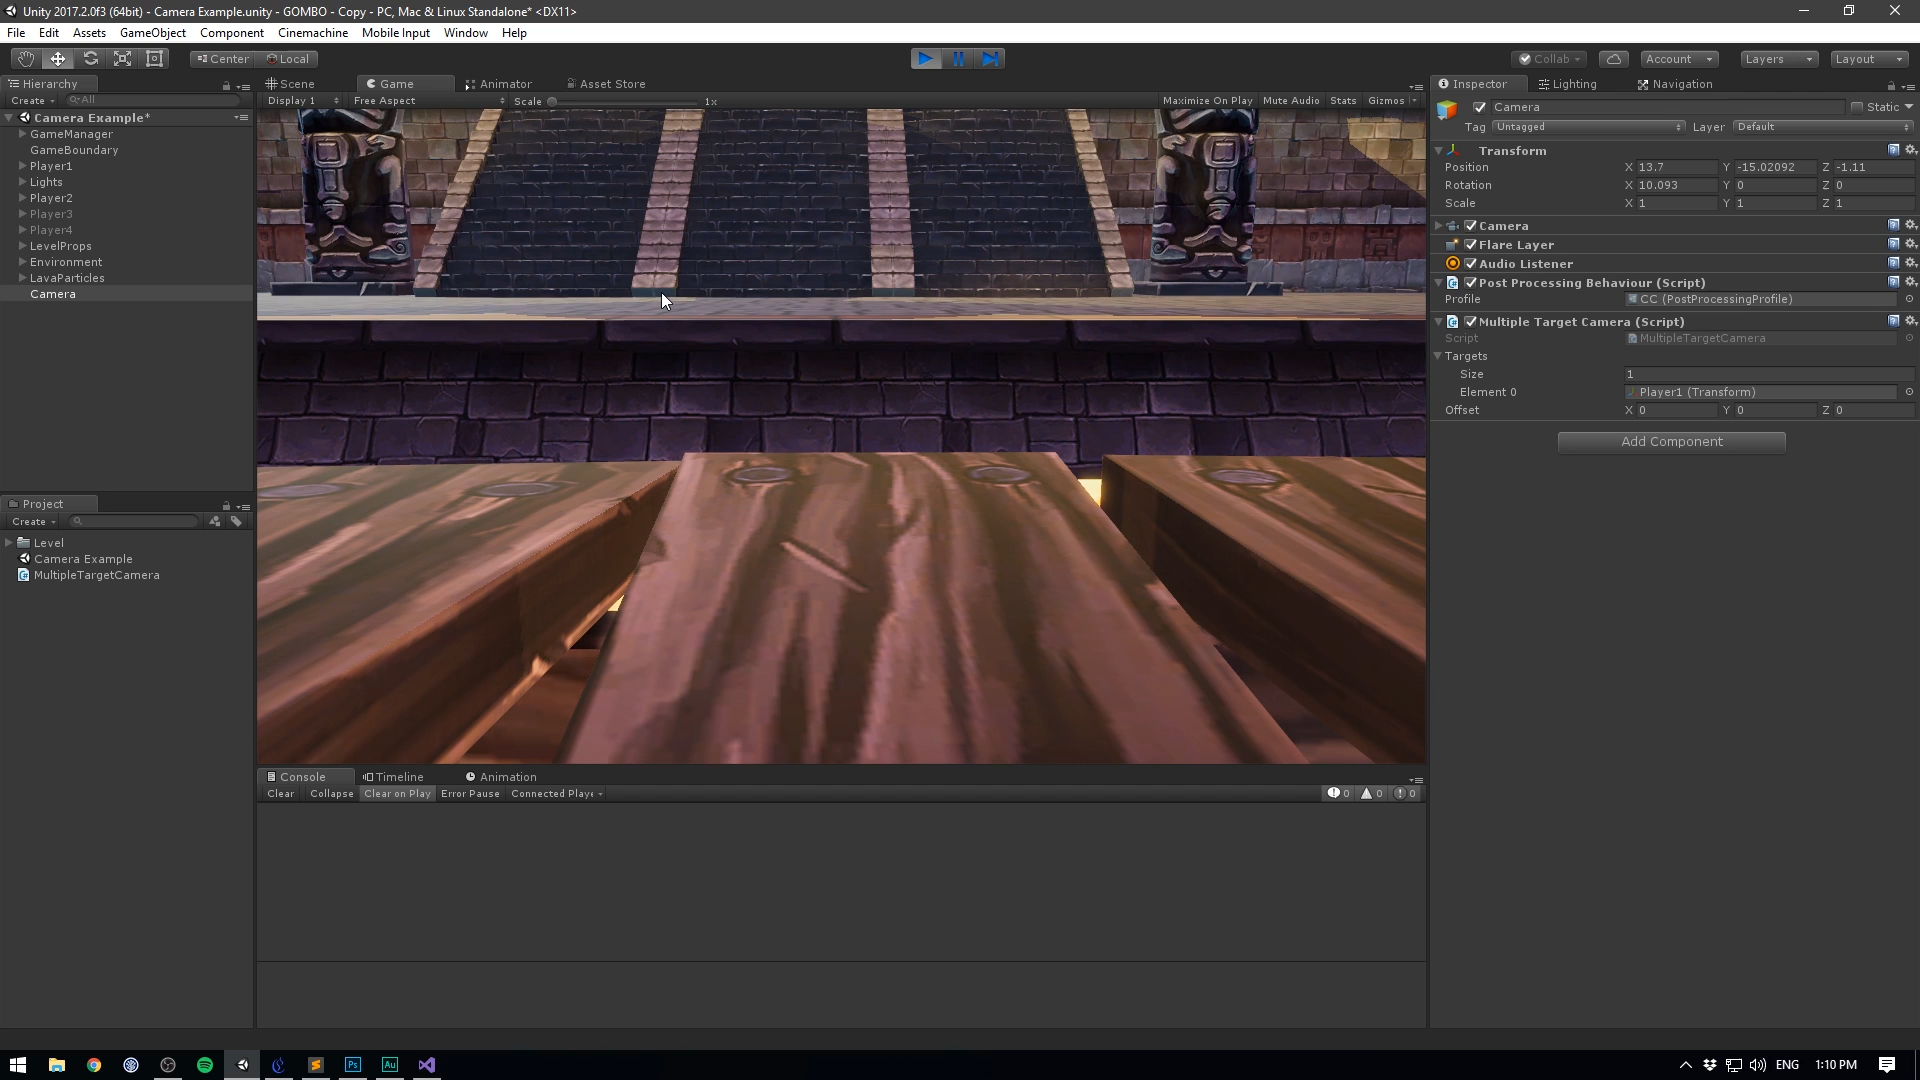 Unity 2017.2.0f3 (64bit) - Camera Example.unity - GOMBO - Copy - PC, Mac & Linux Standalone* <DX11>
File Edit Assets GameObject Component Cinemachine Mobile Input Window Help
Center Local Collab Account Layers Layout
Hierarchy
Create All
Camera Example*
GameManager
GameBoundary
Player1
Lights
Player2
Player3
Player4
LevelProps
Environment
LavaParticles
Camera
Project
Create
Level
Camera Example
MultipleTargetCamera
Scene Game Animator Asset Store
Display 1 Free Aspect Scale 1x Maximize On Play Mute Audio Stats Gizmos
Console Timeline Animation
Clear Collapse Clear on Play Error Pause Connected Playe 0 0 0
Inspector Lighting Navigation
Camera Static
Tag Untagged Layer Default
Transform
Position X 13.7 Y -15.02092 Z -1.11
Rotation X 10.093 Y 0 Z 0
Scale X 1 Y 1 Z 1
Camera
Flare Layer
Audio Listener
Post Processing Behaviour (Script)
Profile CC (PostProcessingProfile)
Multiple Target Camera (Script)
Script MultipleTargetCamera
Targets
Size 1
Element 0 Player1 (Transform)
Offset X 0 Y 0 Z 0
Add Component
Ps Au ENG 1:10 PM